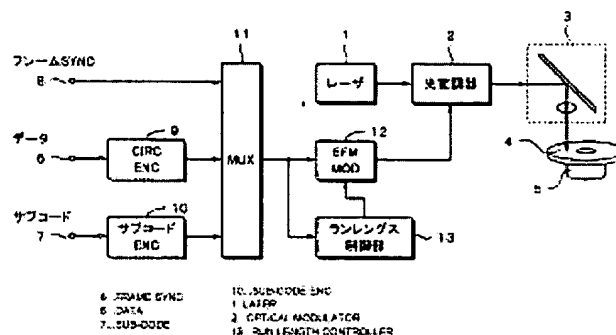 11
1
2
3
フレームSYNC
8
レーザ
光変調器
データ
6
9
CIRC
ENC
MUX
12
EFM
MOD
4
5
サブコード
7
10
サブコード
ENC
ランレングス
制御器
13
8 FRAME SYNC
6 ...DATA
7...SUB-CODE
10...SUB-CODE ENC
1 LASER
2 OPTICAL MODULATOR
13 RUN LENGTH CONTROLLER